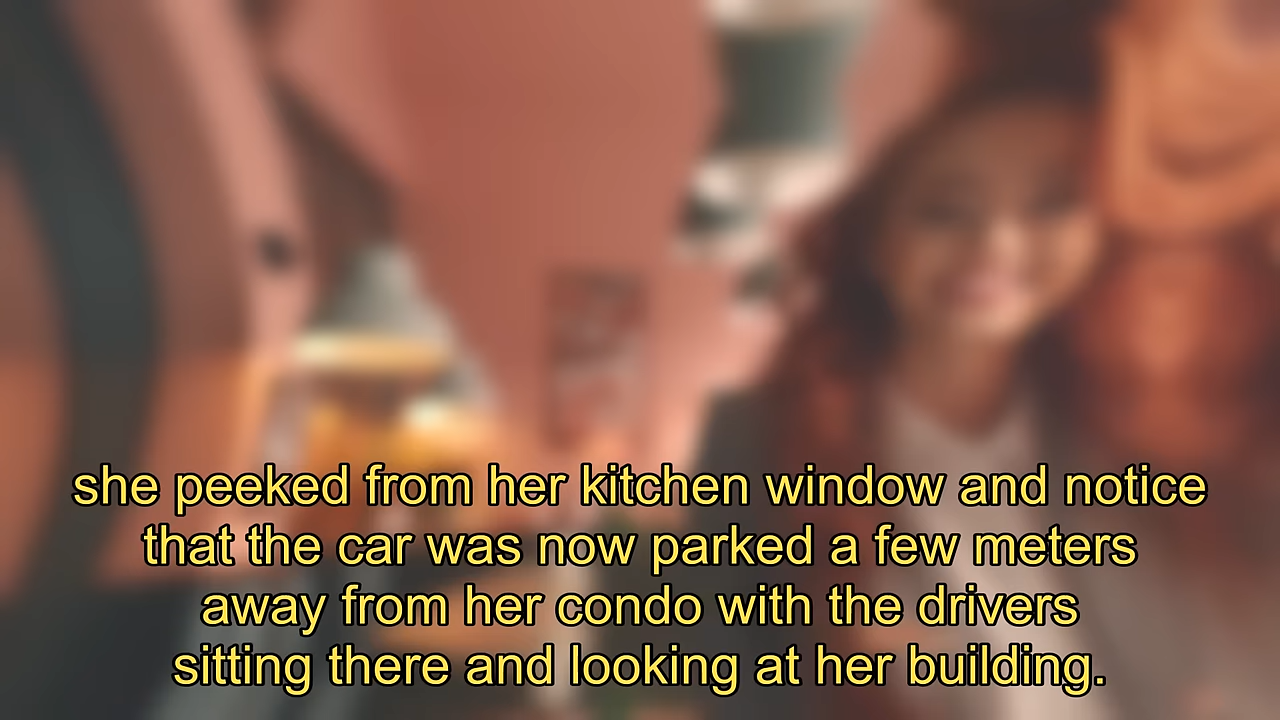 she peeked from her kitchen window and notice
that the car was now parked a few meters
away from her condo with the drivers
sitting there and looking at her building.